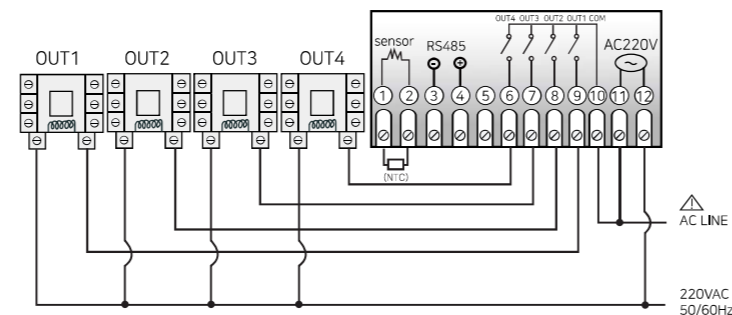 OUT4 OUT3 OUT2 OUT1 COM
sensor RS485 AC220V
OUT1 OUT2 OUT3 OUT4
1 2 3 4 5 6 7 8 9 10 11 12
(NTC)
AC LINE
220VAC
50/60Hz